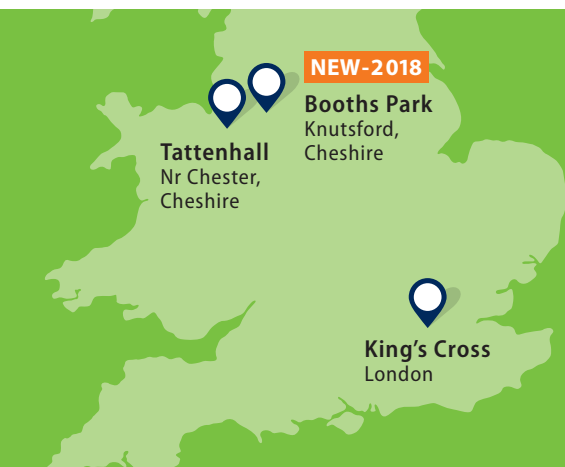 NEW-2018
Booths Park
Knutsford,
Cheshire
Tattenhall
Nr Chester,
Cheshire
King's Cross
London